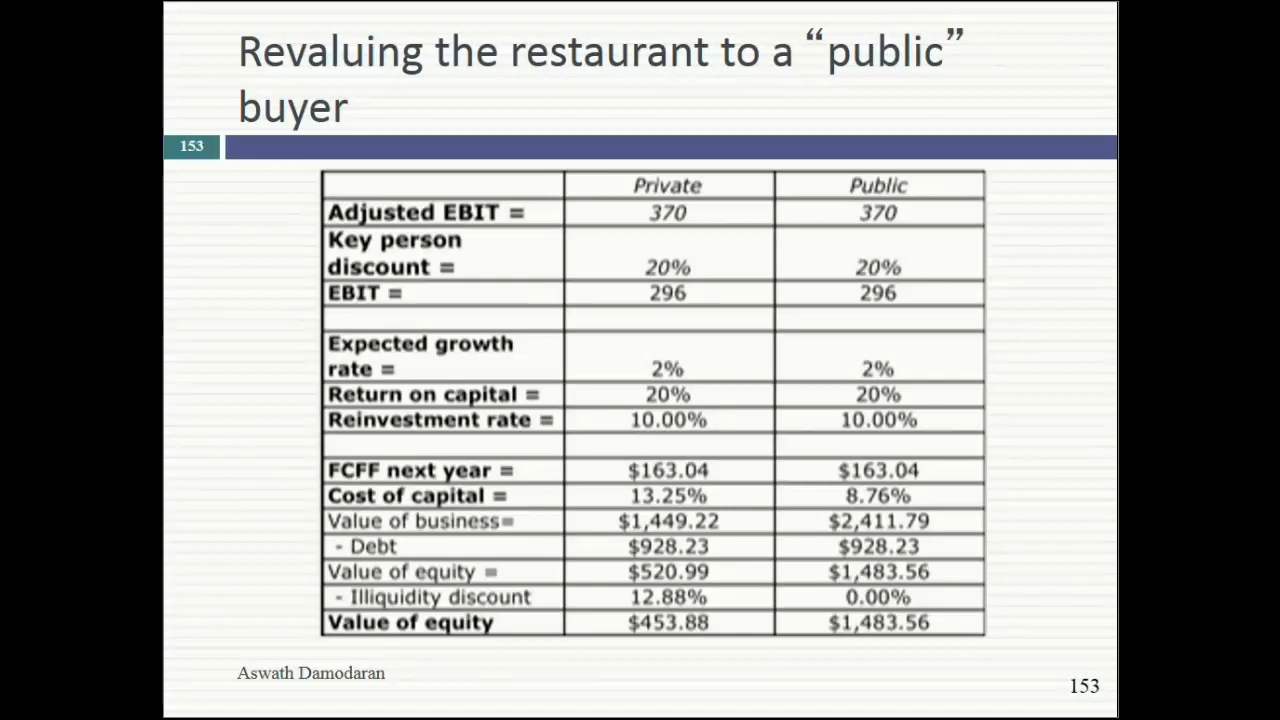 Revaluing the restaurant to a “public”
buyer
153
Private Public
Adjusted EBIT = 370 370
Key person
discount = 20% 20%
EBIT = 296 296
Expected growth
rate = 2% 2%
Return on capital = 20% 20%
Reinvestment rate = 10.00% 10.00%
FCFF next year = $163.04 $163.04
Cost of capital = 13.25% 8.76%
Value of business= $1,449.22 $2,411.79
- Debt $928.23 $928.23
Value of equity = $520.99 $1,483.56
- Illiquidity discount 12.88% 0.00%
Value of equity $453.88 $1,483.56
Aswath Damodaran
153